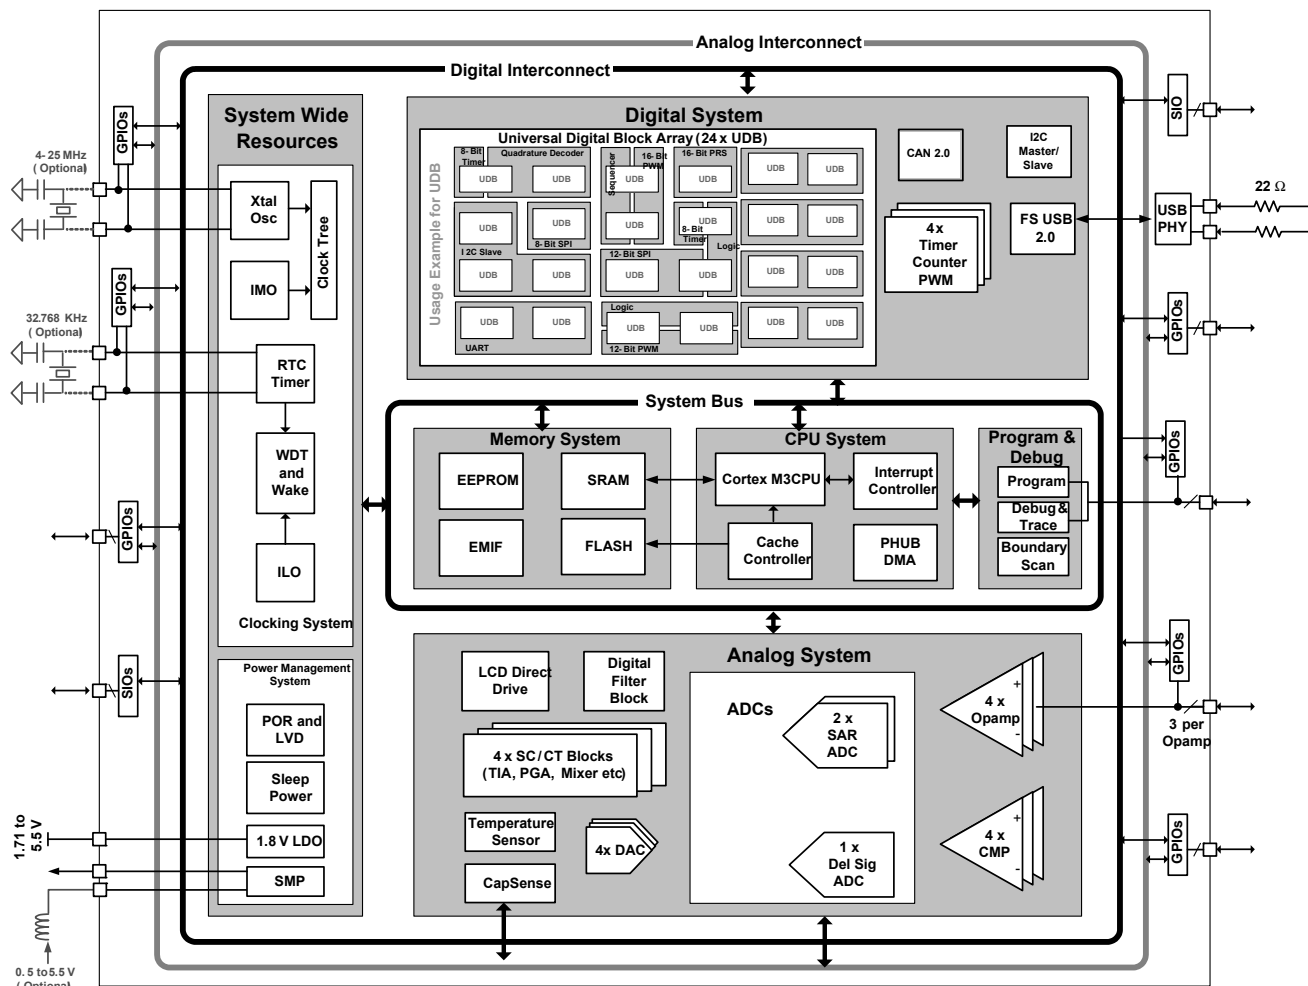 Analog Interconnect
Digital Interconnect
System Wide
Resources
Digital System
Universal Digital Block Array (24 x UDB)
Usage Example for UDB
8- Bit
Timer
Quadrature Decoder
Sequencer
16- Bit
PWM
16- Bit PRS
UDB
UDB
UDB
UDB
UDB
UDB
UDB
I2C Slave
8- Bit SPI
8- Bit
Timer
Logic
12- Bit SPI
UDB
UDB
UDB
UDB
UDB
UDB
UDB
UDB
UDB
UDB
UDB
UDB
UART
Logic
12- Bit PWM
UDB
UDB
UDB
UDB
UDB
UDB
CAN 2.0
I2C
Master/
Slave
4 x
Timer
Counter
PWM
FS USB
2.0
USB
PHY
22 Ω
SIO
GPIOs
GPIOs
GPIOs
GPIOs
3 per
Opamp
4- 25 MHz
( Optional)
GPIOs
Xtal
Osc
IMO
Clock Tree
32.768 KHz
( Optional)
GPIOs
RTC
Timer
WDT
and
Wake
ILO
Clocking System
GPIOs
SIOs
Power Management
System
POR and
LVD
Sleep
Power
1.8 V LDO
SMP
1.71 to
5.5 V
0. 5 to 5.5 V
( Optional)
System Bus
Memory System
EEPROM
SRAM
EMIF
FLASH
CPU System
Cortex M3CPU
Interrupt
Controller
Cache
Controller
PHUB
DMA
Program &
Debug
Program
Debug &
Trace
Boundary
Scan
Analog System
LCD Direct
Drive
Digital
Filter
Block
4 x SC/ CT Blocks
(TIA, PGA, Mixer etc)
Temperature
Sensor
CapSense
4x DAC
ADCs
2 x
SAR
ADC
1 x
Del Sig
ADC
+
4 x
Opamp
-
+
4 x
CMP
-